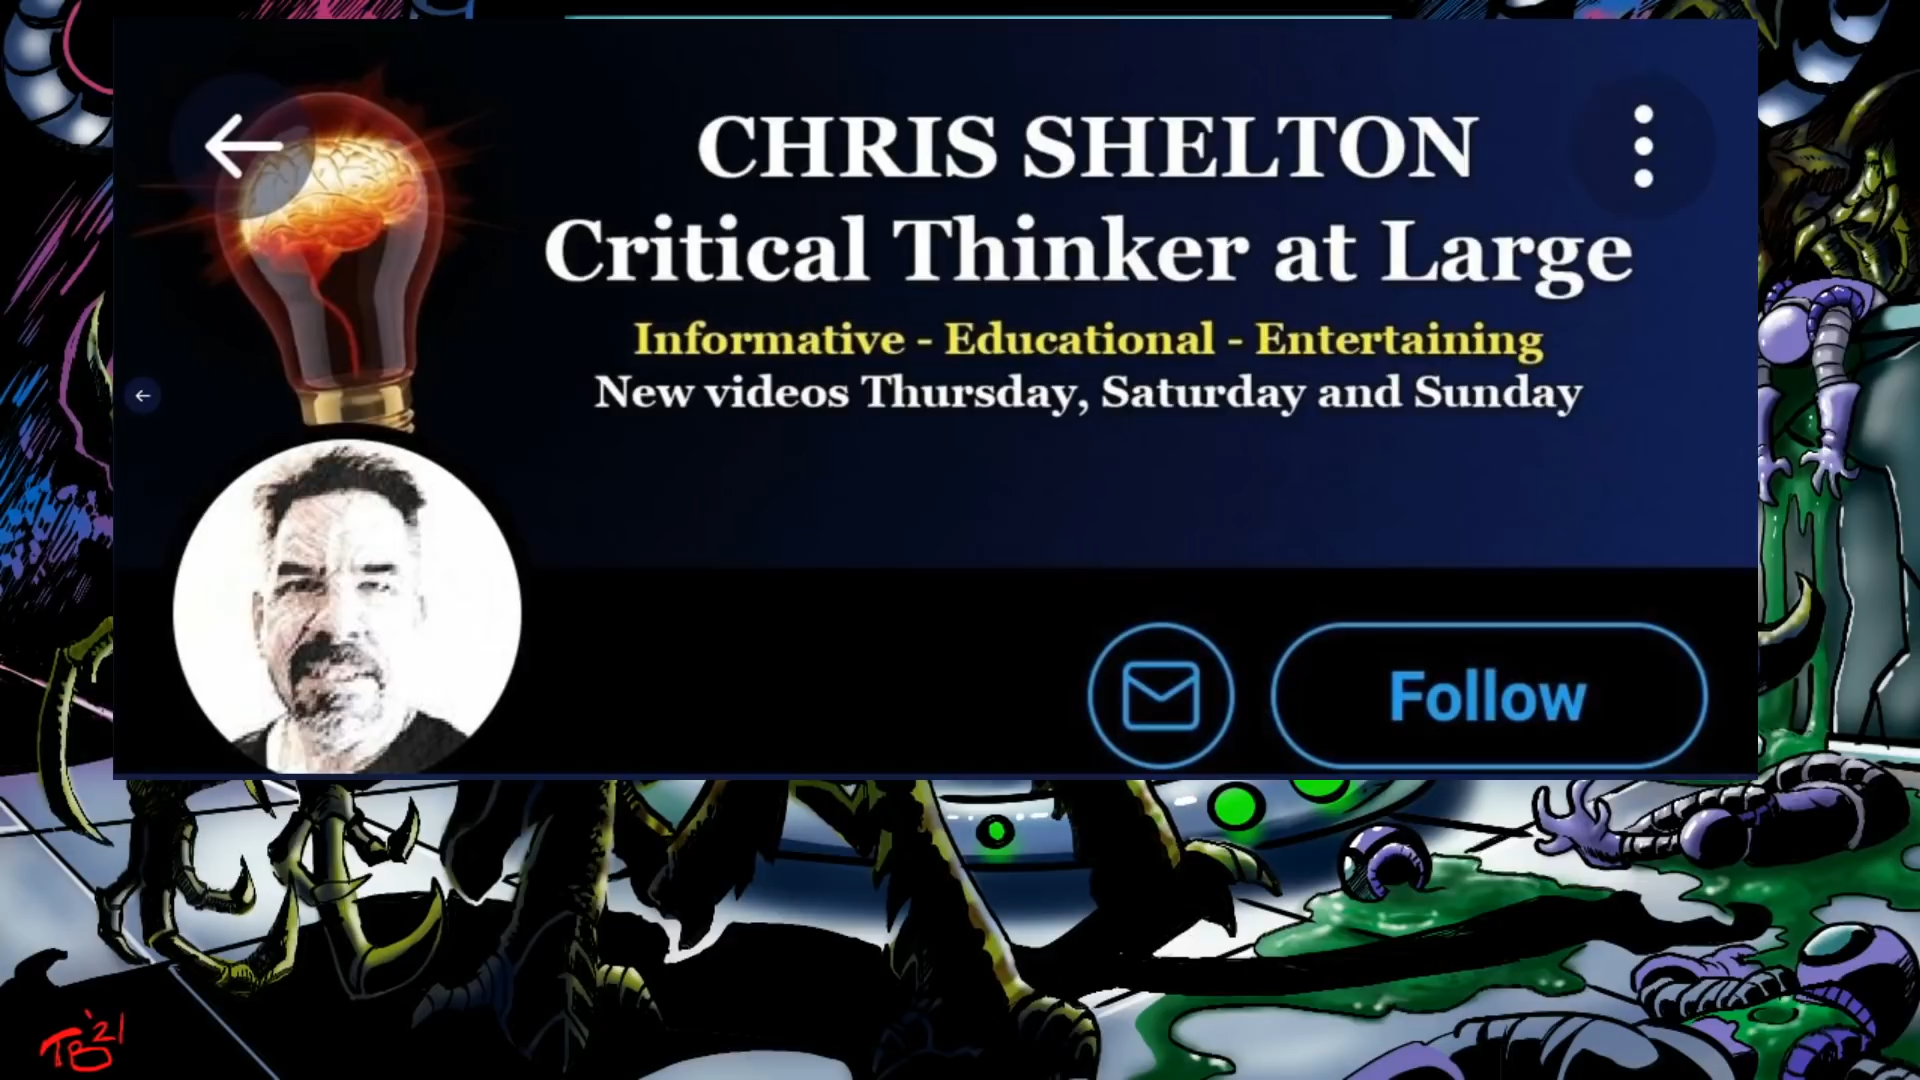 CHRIS SHELTON
Critical Thinker at Large
Informative - Educational - Entertaining
New videos Thursday, Saturday and Sunday
Follow
TB '21